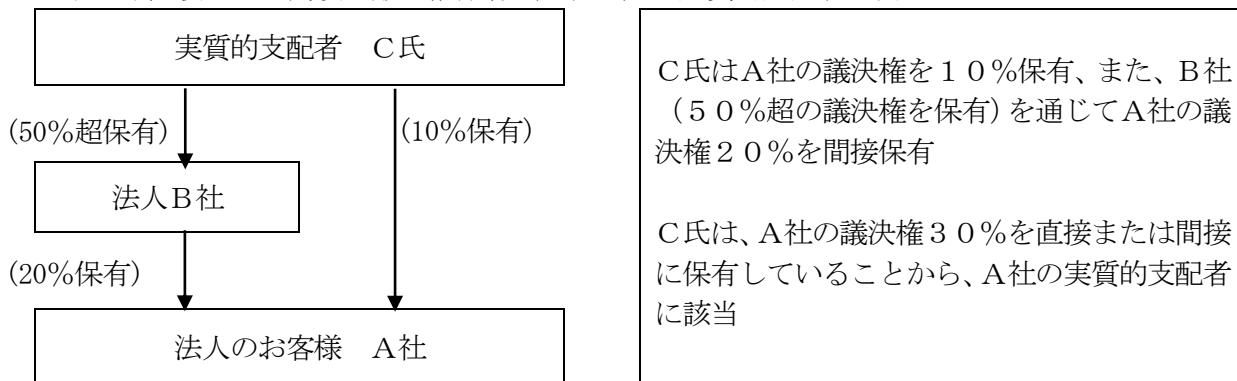 実質的支配者　C氏
(50%超保有)
(10%保有)
法人B社
(20%保有)
法人のお客様　A社
C氏はA社の議決権を１０％保有、また、B社
（５０％超の議決権を保有）を通じてA社の議
決権２０％を間接保有
C氏は、A社の議決権３０％を直接または間接
に保有していることから、A社の実質的支配者
に該当